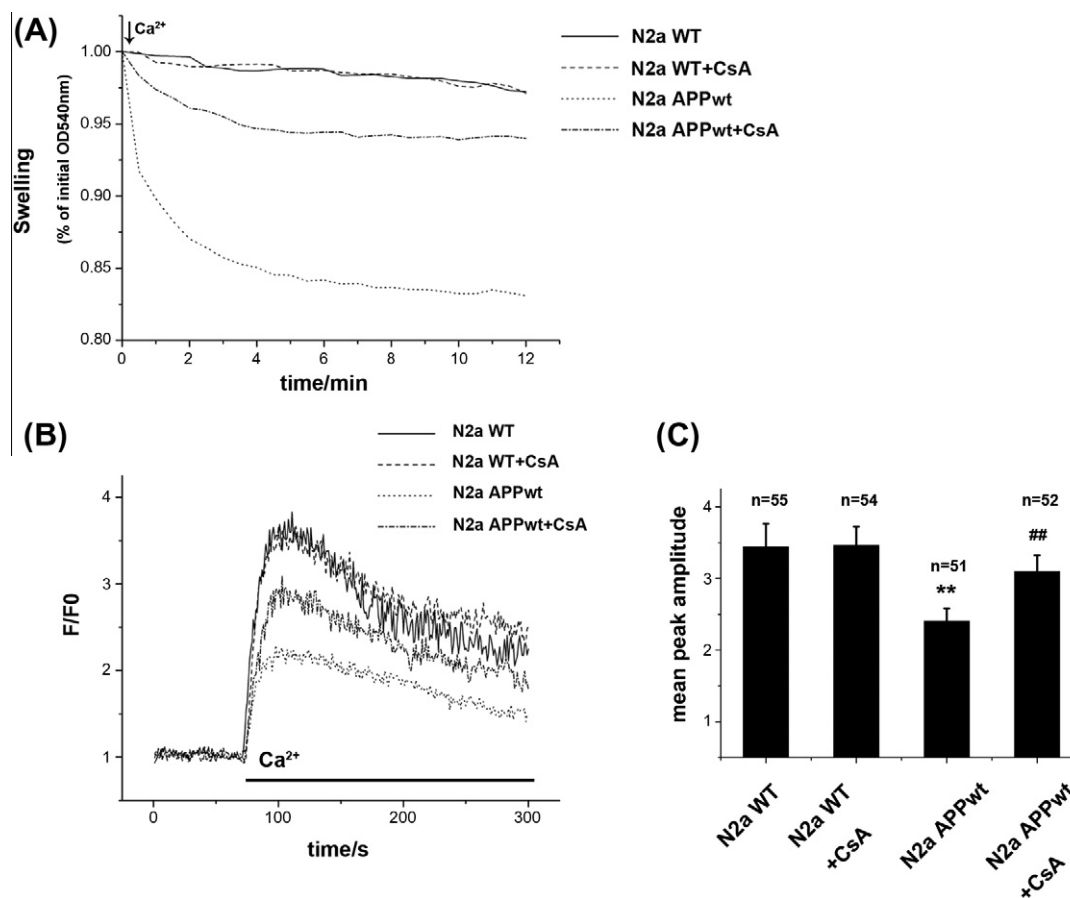 (A)
Ca²⁺
1.00
0.95
0.90
0.85
0.80
Swelling
(% of initial OD540nm)
0 2 4 6 8 10 12
time/min
N2a WT
N2a WT+CsA
N2a APPwt
N2a APPwt+CsA
(B)
N2a WT
N2a WT+CsA
N2a APPwt
N2a APPwt+CsA
4
3
2
1
F/F0
Ca²⁺
0 100 200 300
time/s
(C)
n=55 n=54 n=51 n=52
** ##
4
3
2
1
mean peak amplitude
N2a WT
N2a WT
+CsA
N2a APPwt
N2a APPwt
+CsA